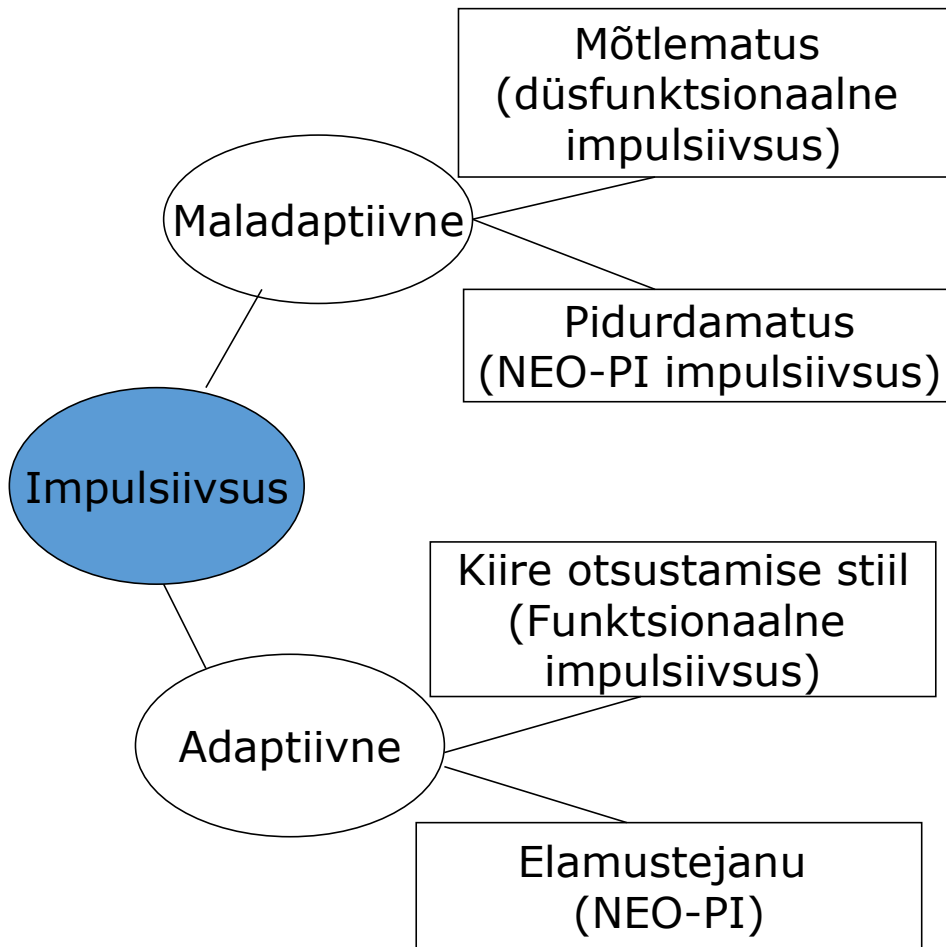 Mõtlematus
(düsfunktsionaalne
impulsiivsus)
Maladaptiivne
Pidurdamatus
(NEO-PI impulsiivsus)
Impulsiivsus
Kiire otsustamise stiil
(Funktsionaalne
impulsiivsus)
Adaptiivne
Elamustejanu
(NEO-PI)